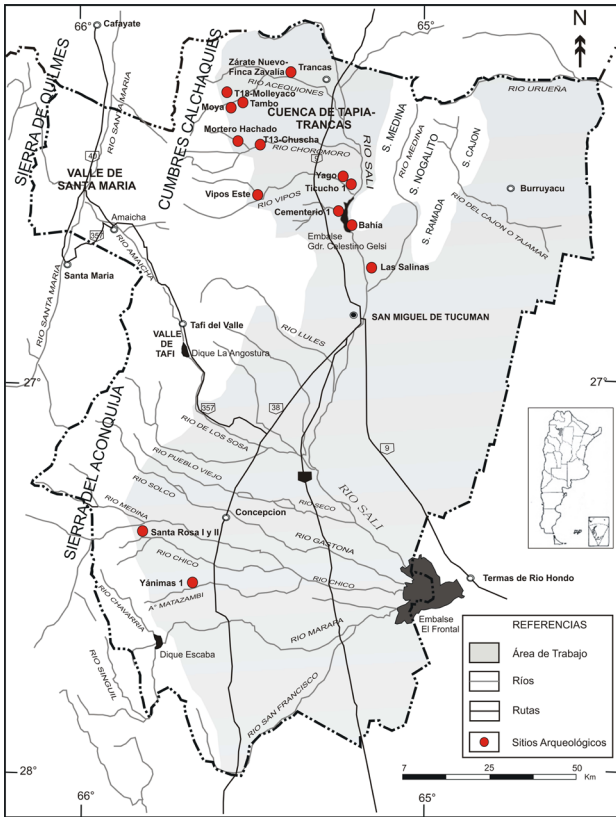 66°
65°
Cafayate
N
SIERRA DE QUILMES
RIO SANTA MARIA
CUMBRES CALCHAQUIES
Zárate Nuevo-
Finca Zavalía
Trancas
RIO ACEQUIONES
RIO URUEÑA
T18-Molleyaco
Tambo
Moya
CUENCA DE TAPIA-
TRANCAS
Mortero Hachado
T13-Chuscha
RIO CHOROMORO
9
RIO SALI
S. MEDINA
RIO MEDINA
S. NOGALITO
S. CAJON
40
VALLE DE
SANTA MARIA
Yago
Ticucho 1
Vipos Este
RIO VIPOS
Burruyacu
RIO DEL CAJON O TAJAMAR
S. RAMADA
Cementerio 1
Bahía
Amaicha
357
RIO AMAICHA
Embalse
Gdr. Celestino Gelsi
Santa Maria
RIO SANTA MARIA
Las Salinas
SAN MIGUEL DE TUCUMAN
Tafi del Valle
VALLE
DE
TAFI
Dique La Angostura
RIO LULES
27°
27°
357
38
RIO DE LOS SOSA
9
SIERRA DEL ACONQUIJA
RIO PUEBLO VIEJO
RIO SOLCO
RIO SECO
RIO SALI
RIO MEDINA
Concepcion
Santa Rosa I y II
RIO GASTONA
RIO CHICO
RIO CHICO
Yánimas 1
Termas de Rio Hondo
A° MATAZAMBI
RIO CHAVARRIA
RIO MARAPA
Embalse
El Frontal
Dique Escaba
RIO SINGUIL
RIO SAN FRANCISCO
REFERENCIAS
Área de Trabajo
Ríos
Rutas
Sitios Arqueológicos
28°
7
25
50
Km
66°
65°